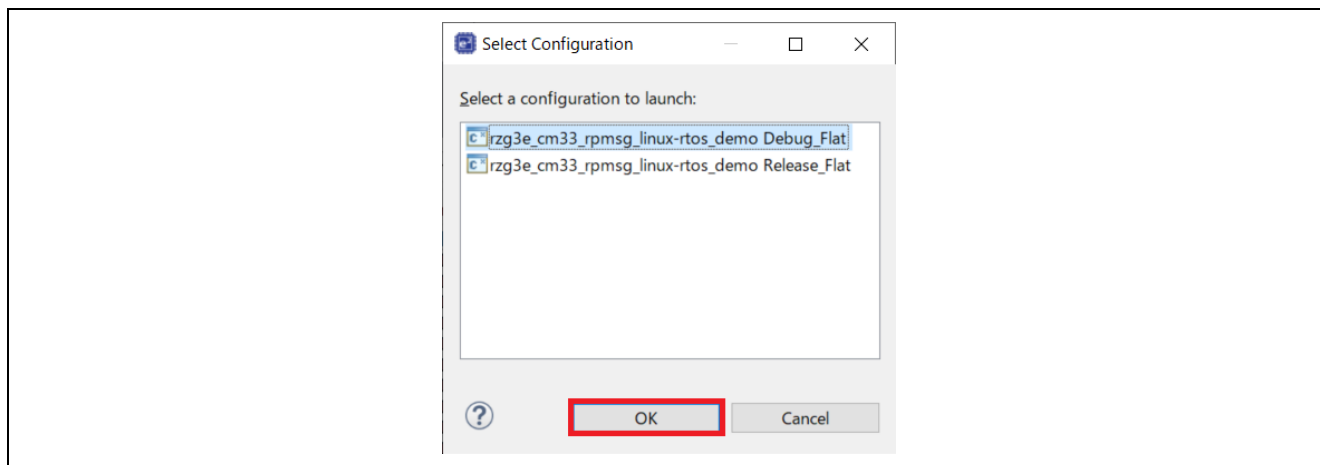 Select Configuration
Select a configuration to launch:
rzg3e_cm33_rpmsg_linux-rtos_demo Debug_Flat
rzg3e_cm33_rpmsg_linux-rtos_demo Release_Flat
OK Cancel